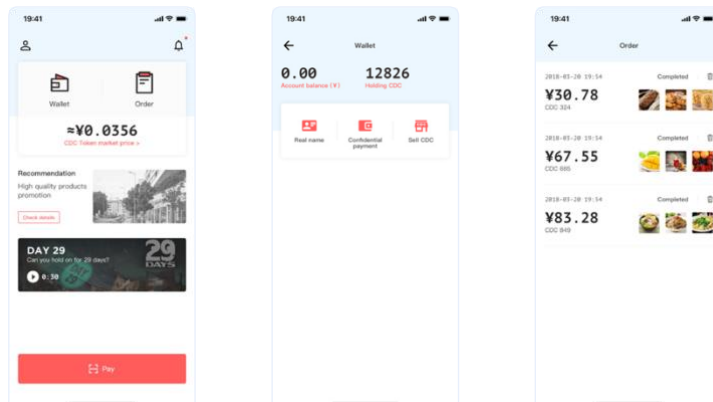 19:41
Wallet
Order
≈¥0.0356
CDC Token market price >
Recommendation
High quality products
promotion
Check details
DAY 29
Can you hold on for 29 days?
0:30
29
DAYS
Pay
19:41
Wallet
0.00
12826
Account balance (¥)
Holding CDC
Real name
Confidential
payment
Sell CDC
19:41
Order
2018-03-20 19:54
Completed
¥30.78
CDC 324
2018-03-20 19:54
Completed
¥67.55
CDC 885
2018-03-20 19:54
Completed
¥83.28
CDC 849